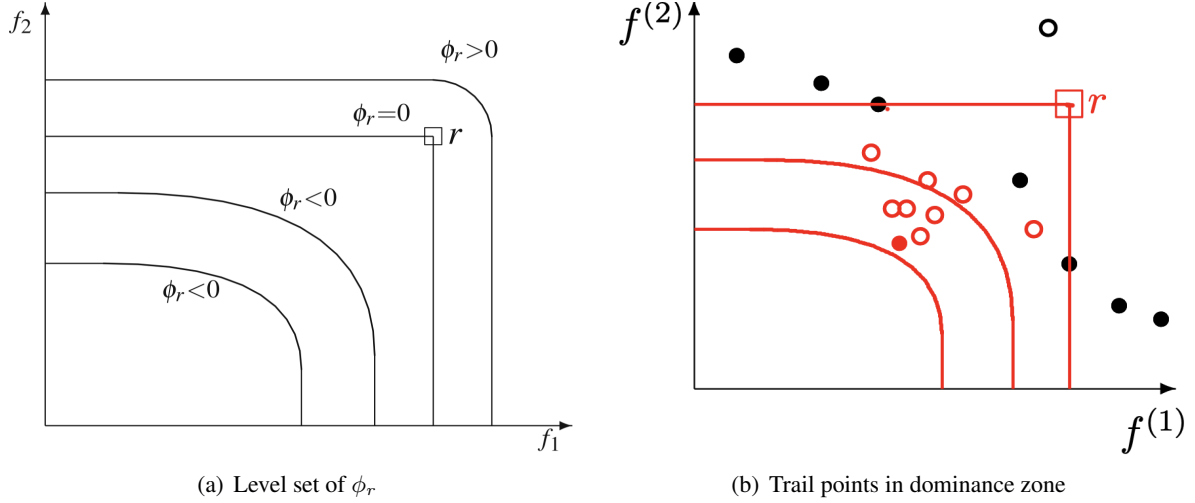 f₂
ϕᵣ>0
ϕᵣ=0
r
ϕᵣ<0
ϕᵣ<0
f₁
(a) Level set of ϕᵣ
f⁽²⁾
r
f⁽¹⁾
(b) Trail points in dominance zone